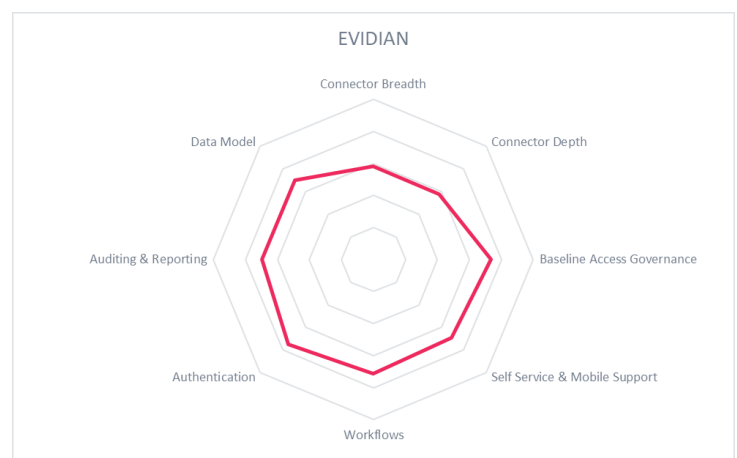 EVIDIAN
Connector Breadth
Data Model
Connector Depth
Auditing & Reporting
Baseline Access Governance
Authentication
Self Service & Mobile Support
Workflows